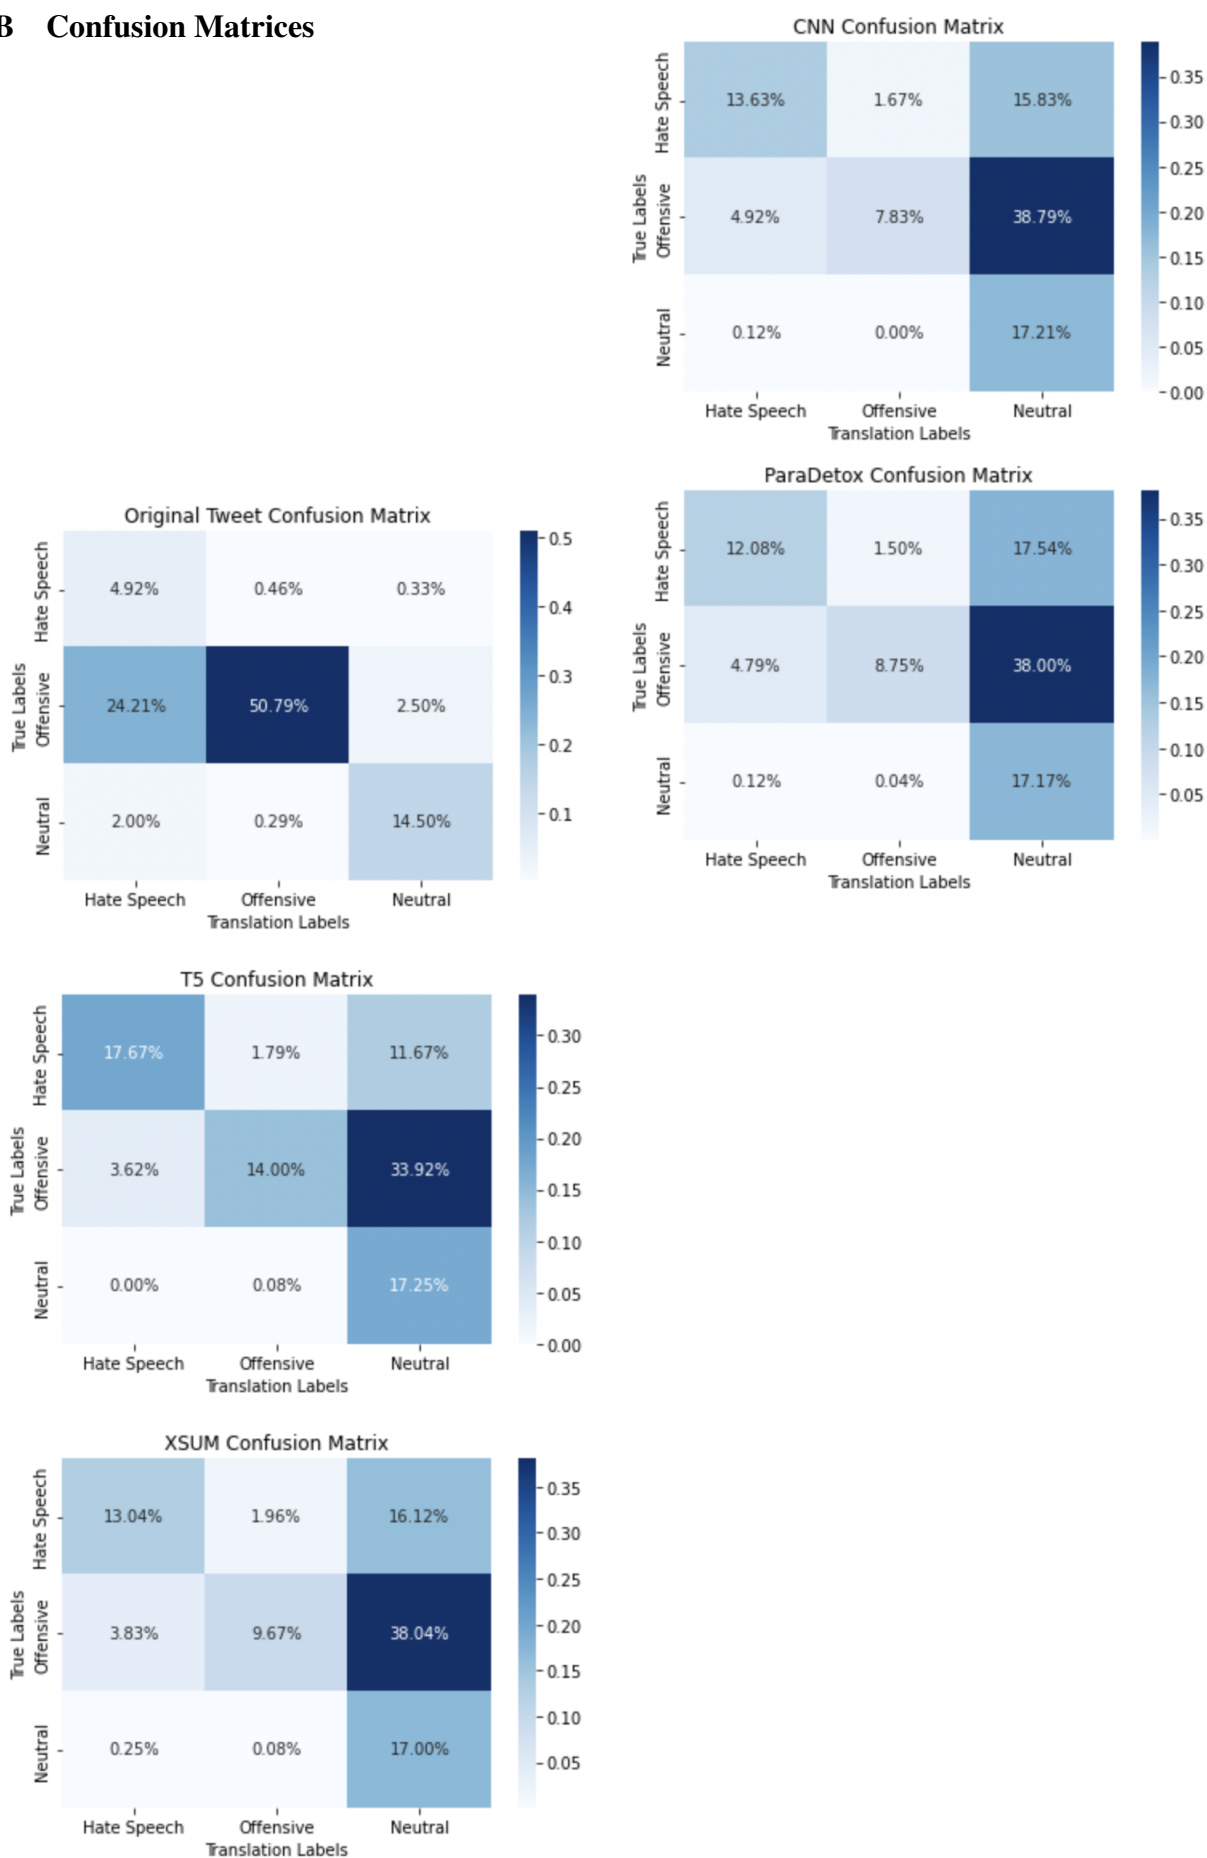 B Confusion Matrices
Original Tweet Confusion Matrix
True Labels
Hate Speech
4.92% 0.46% 0.33%
Offensive
24.21% 50.79% 2.50%
Neutral
2.00% 0.29% 14.50%
Hate Speech Offensive Neutral
Translation Labels
0.5
0.4
0.3
0.2
0.1
T5 Confusion Matrix
True Labels
Hate Speech
17.67% 1.79% 11.67%
Offensive
3.62% 14.00% 33.92%
Neutral
0.00% 0.08% 17.25%
Hate Speech Offensive Neutral
Translation Labels
0.30
0.25
0.20
0.15
0.10
0.05
0.00
XSUM Confusion Matrix
True Labels
Hate Speech
13.04% 1.96% 16.12%
Offensive
3.83% 9.67% 38.04%
Neutral
0.25% 0.08% 17.00%
Hate Speech Offensive Neutral
Translation Labels
0.35
0.30
0.25
0.20
0.15
0.10
0.05
CNN Confusion Matrix
True Labels
Hate Speech
13.63% 1.67% 15.83%
Offensive
4.92% 7.83% 38.79%
Neutral
0.12% 0.00% 17.21%
Hate Speech Offensive Neutral
Translation Labels
0.35
0.30
0.25
0.20
0.15
0.10
0.05
0.00
ParaDetox Confusion Matrix
True Labels
Hate Speech
12.08% 1.50% 17.54%
Offensive
4.79% 8.75% 38.00%
Neutral
0.12% 0.04% 17.17%
Hate Speech Offensive Neutral
Translation Labels
0.35
0.30
0.25
0.20
0.15
0.10
0.05